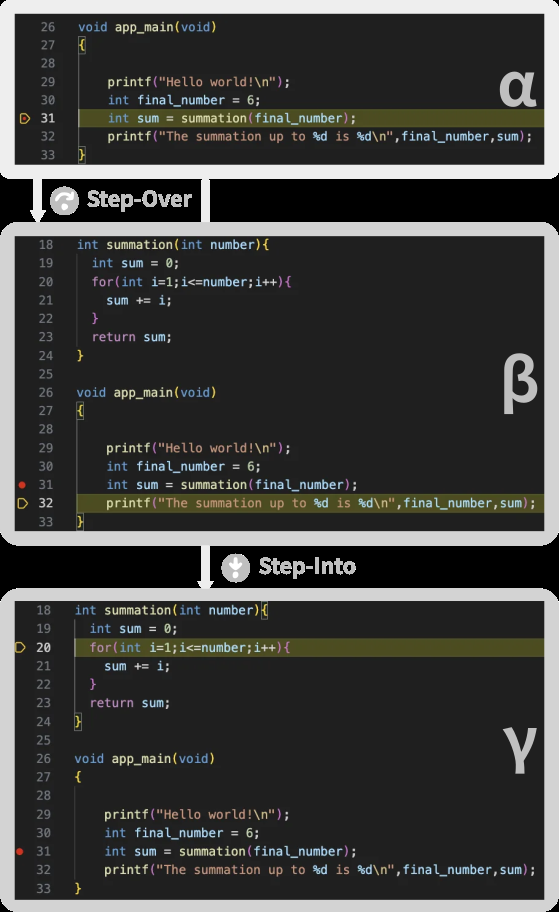 26 void app_main(void)
27 {
28
29 printf("Hello world!\n");
30 int final_number = 6;
31 int sum = summation(final_number);
32 printf("The summation up to %d is %d\n",final_number,sum);
33 }
α
Step-Over
18 int summation(int number){
19 int sum = 0;
20 for(int i=1;i<=number;i++){
21 sum += i;
22 }
23 return sum;
24 }
25
26 void app_main(void)
27 {
28
29 printf("Hello world!\n");
30 int final_number = 6;
31 int sum = summation(final_number);
32 printf("The summation up to %d is %d\n",final_number,sum);
33 }
β
Step-Into
18 int summation(int number){
19 int sum = 0;
20 for(int i=1;i<=number;i++){
21 sum += i;
22 }
23 return sum;
24 }
25
26 void app_main(void)
27 {
28
29 printf("Hello world!\n");
30 int final_number = 6;
31 int sum = summation(final_number);
32 printf("The summation up to %d is %d\n",final_number,sum);
33 }
γ